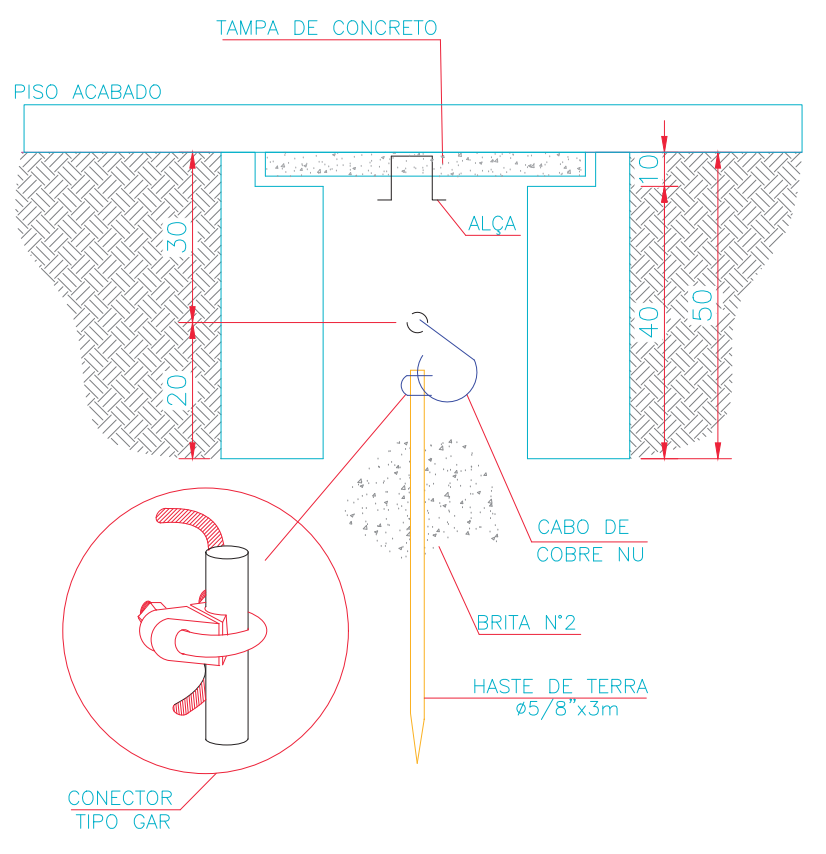 TAMPA DE CONCRETO
PISO ACABADO
10
ALÇA
30
40
50
20
CABO DE
COBRE NU
BRITA N°2
HASTE DE TERRA
ø5/8"x3m
CONECTOR
TIPO GAR